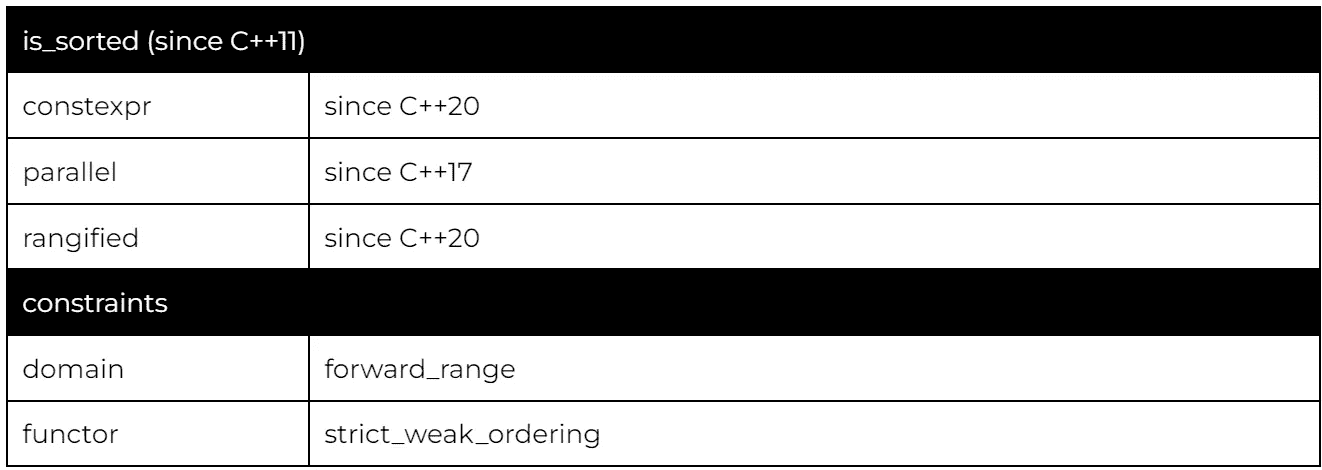 is_sorted (since C++11)
constexpr since C++20
parallel since C++17
rangified since C++20
constraints
domain forward_range
functor strict_weak_ordering